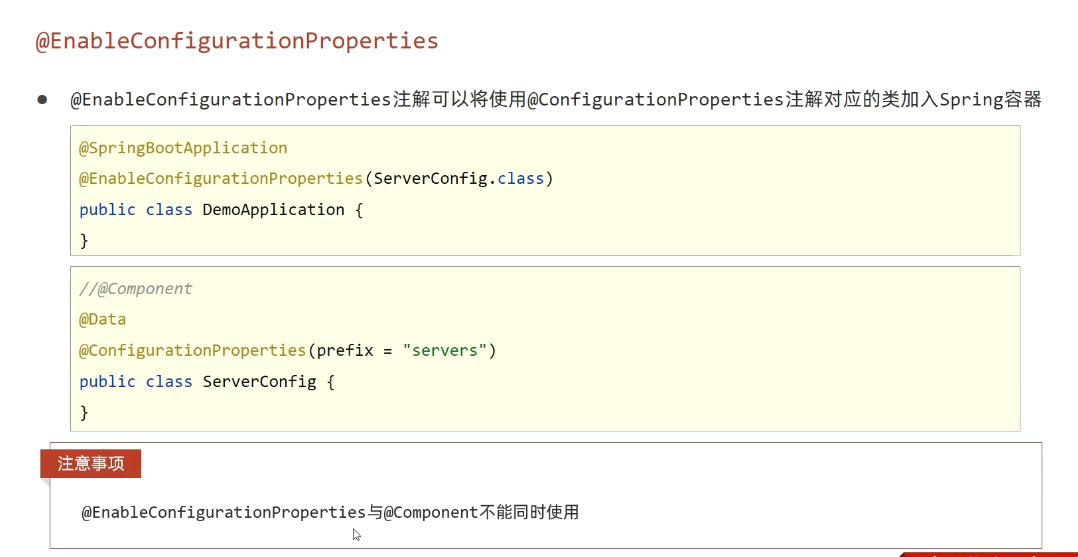 @EnableConfigurationProperties
● @EnableConfigurationProperties注解可以将使用@ConfigurationProperties注解对应的类加入Spring容器
@SpringBootApplication
@EnableConfigurationProperties(ServerConfig.class)
public class DemoApplication {
}
//@Component
@Data
@ConfigurationProperties(prefix = "servers")
public class ServerConfig {
}
注意事项
@EnableConfigurationProperties与@Component不能同时使用